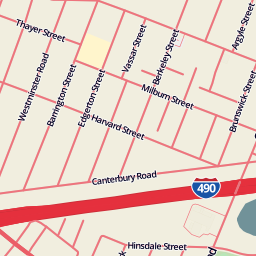 Thayer Street
Argyle Street
Vassar Street
Berkeley Street
Westminster Road
Barrington Street
Edgerton Street
Milburn Street
Brunswick Street
Harvard Street
Canterbury Road
490
Hinsdale Street